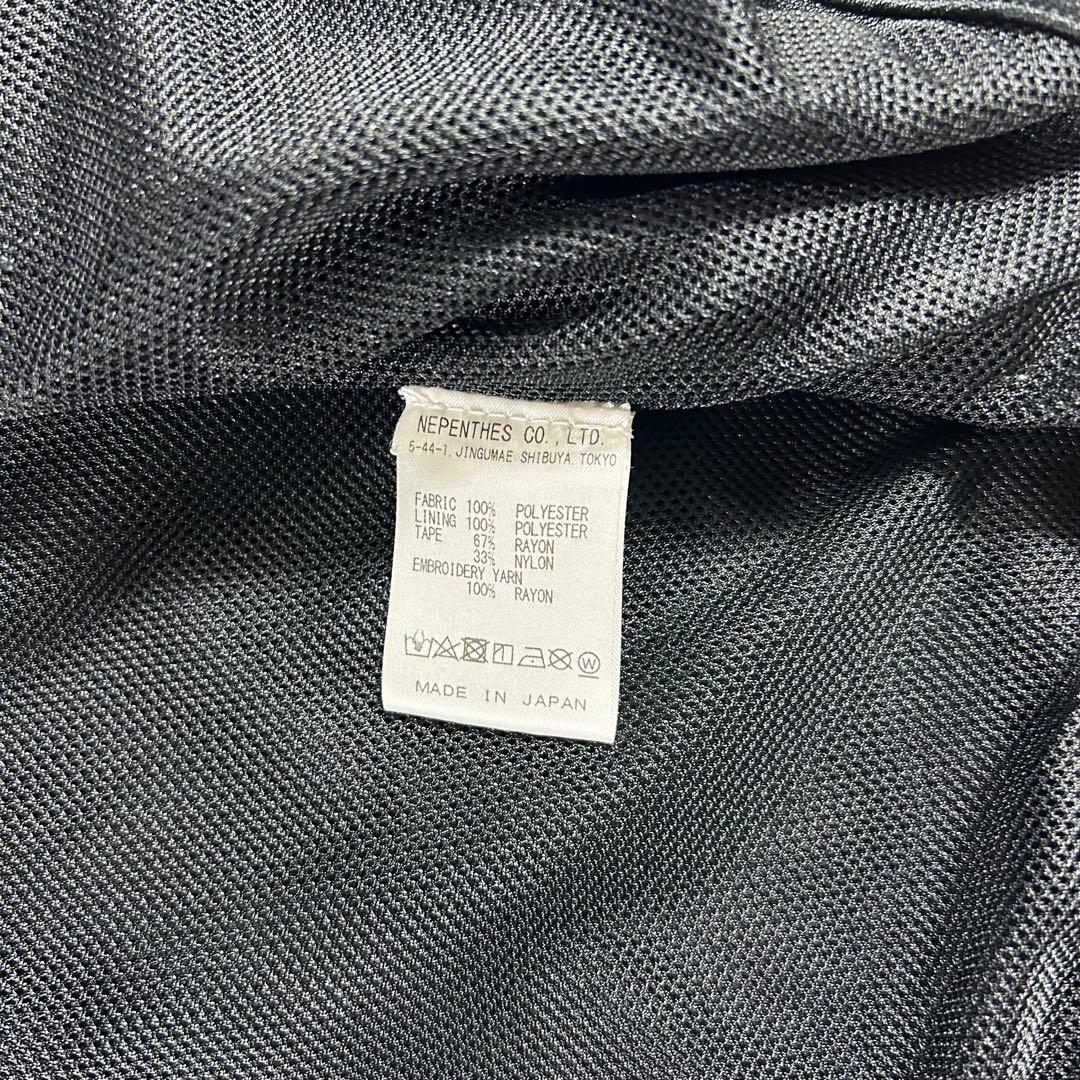 NEPENTHES CO., LTD.
5-44-1, JINGUMAE SHIBUYA, TOKYO
FABRIC 100% POLYESTER
LINING 100% POLYESTER
TAPE 67% RAYON
33% NYLON
EMBROIDERY YARN
100% RAYON
W
MADE IN JAPAN